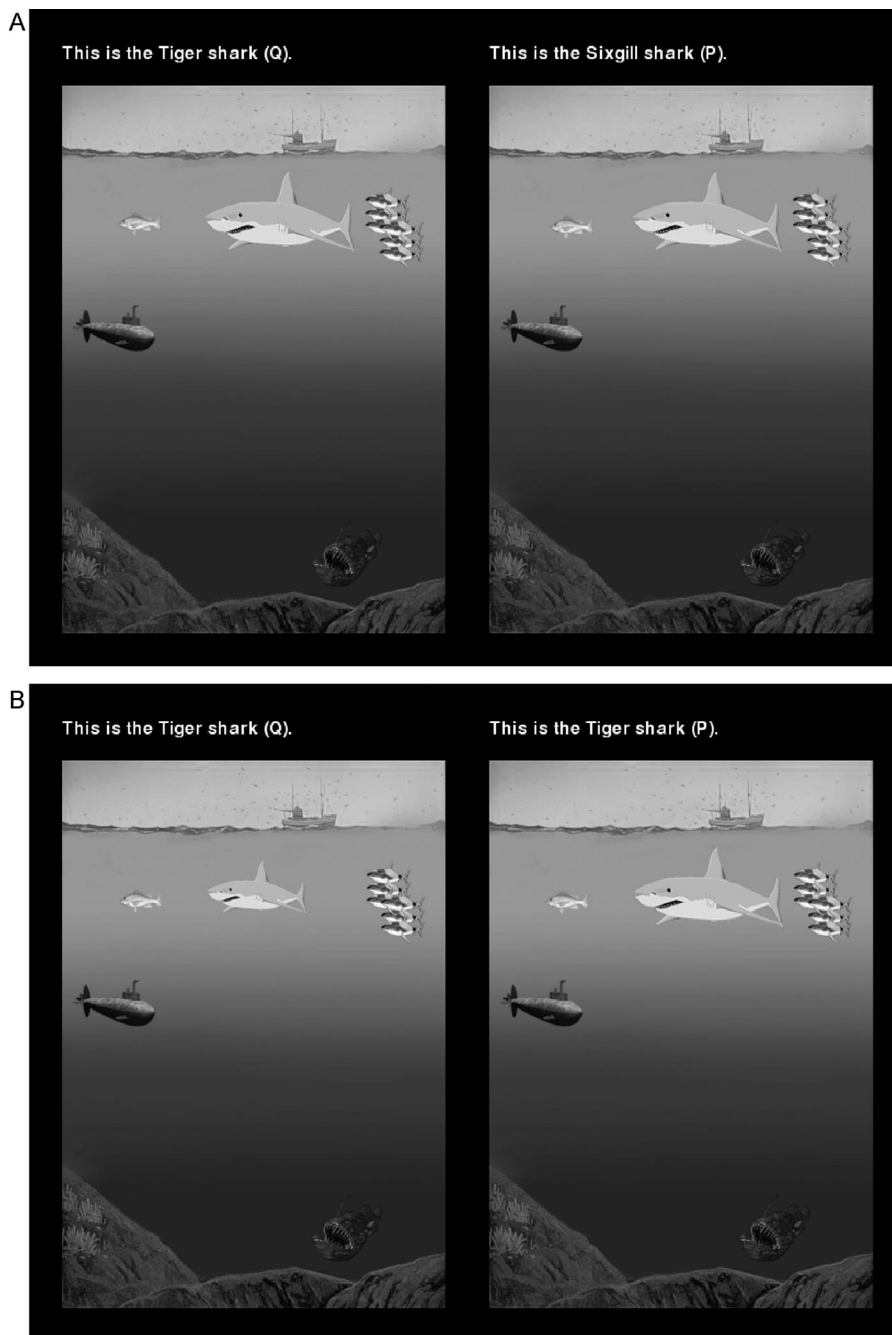 A
This is the Tiger shark (Q).
This is the Sixgill shark (P).
B
This is the Tiger shark (Q).
This is the Tiger shark (P).